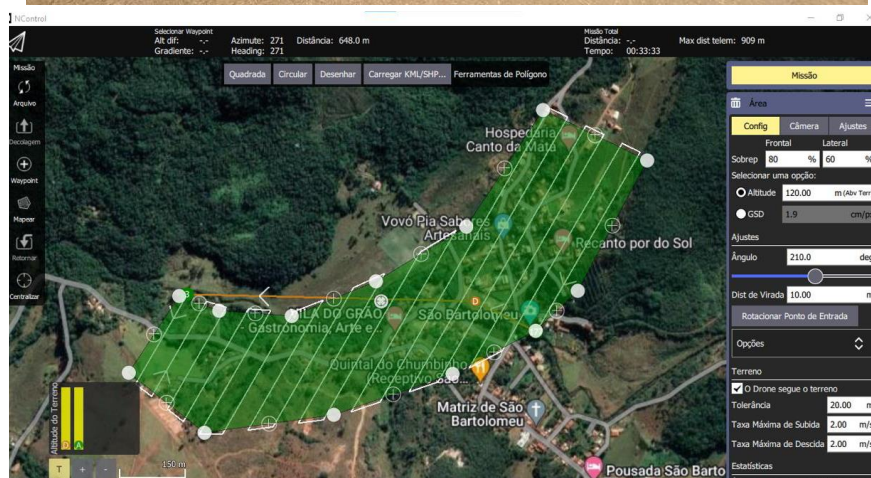 NControl
Selecionar Waypoint
Alt dif: -.-
Gradiente: -.-
Azimute: 271
Heading: 271
Distância: 648.0 m
Missão Total
Distância: -.-
Tempo: 00:33:33
Max dist telem: 909 m
Missão
Arquivo
Decolagem
Waypoint
Mapear
Retornar
Centralizar
Quadrada
Circular
Desenhar
Carregar KML/SHP...
Ferramentas de Polígono
Hospedaria
Canto da Mata
Vovó Pia Sabores
Artesanais
Recanto por do Sol
VILA DO GRÃO
- Gastronomia, Arte e...
São Bartolomeu
D
Quintal do Chumbinho
(Receptivo São...
Matriz de São
Bartolomeu
Pousada São Barto
Altitude do Terreno
D A
T + -
150 m
Missão
Área
Config
Câmera
Ajustes
Frontal Lateral
Sobrep 80 % 60 %
Selecionar uma opção:
Altitude 120.00 m (Abv Terr
GSD 1.9 cm/p
Ajustes
Ângulo 210.0 deg
Dist de Virada 10.00 m
Rotacionar Ponto de Entrada
Opções
Terreno
O Drone segue o terreno
Tolerância 20.00 m
Taxa Máxima de Subida 2.00 m/s
Taxa Máxima de Descida 2.00 m/s
Estatísticas